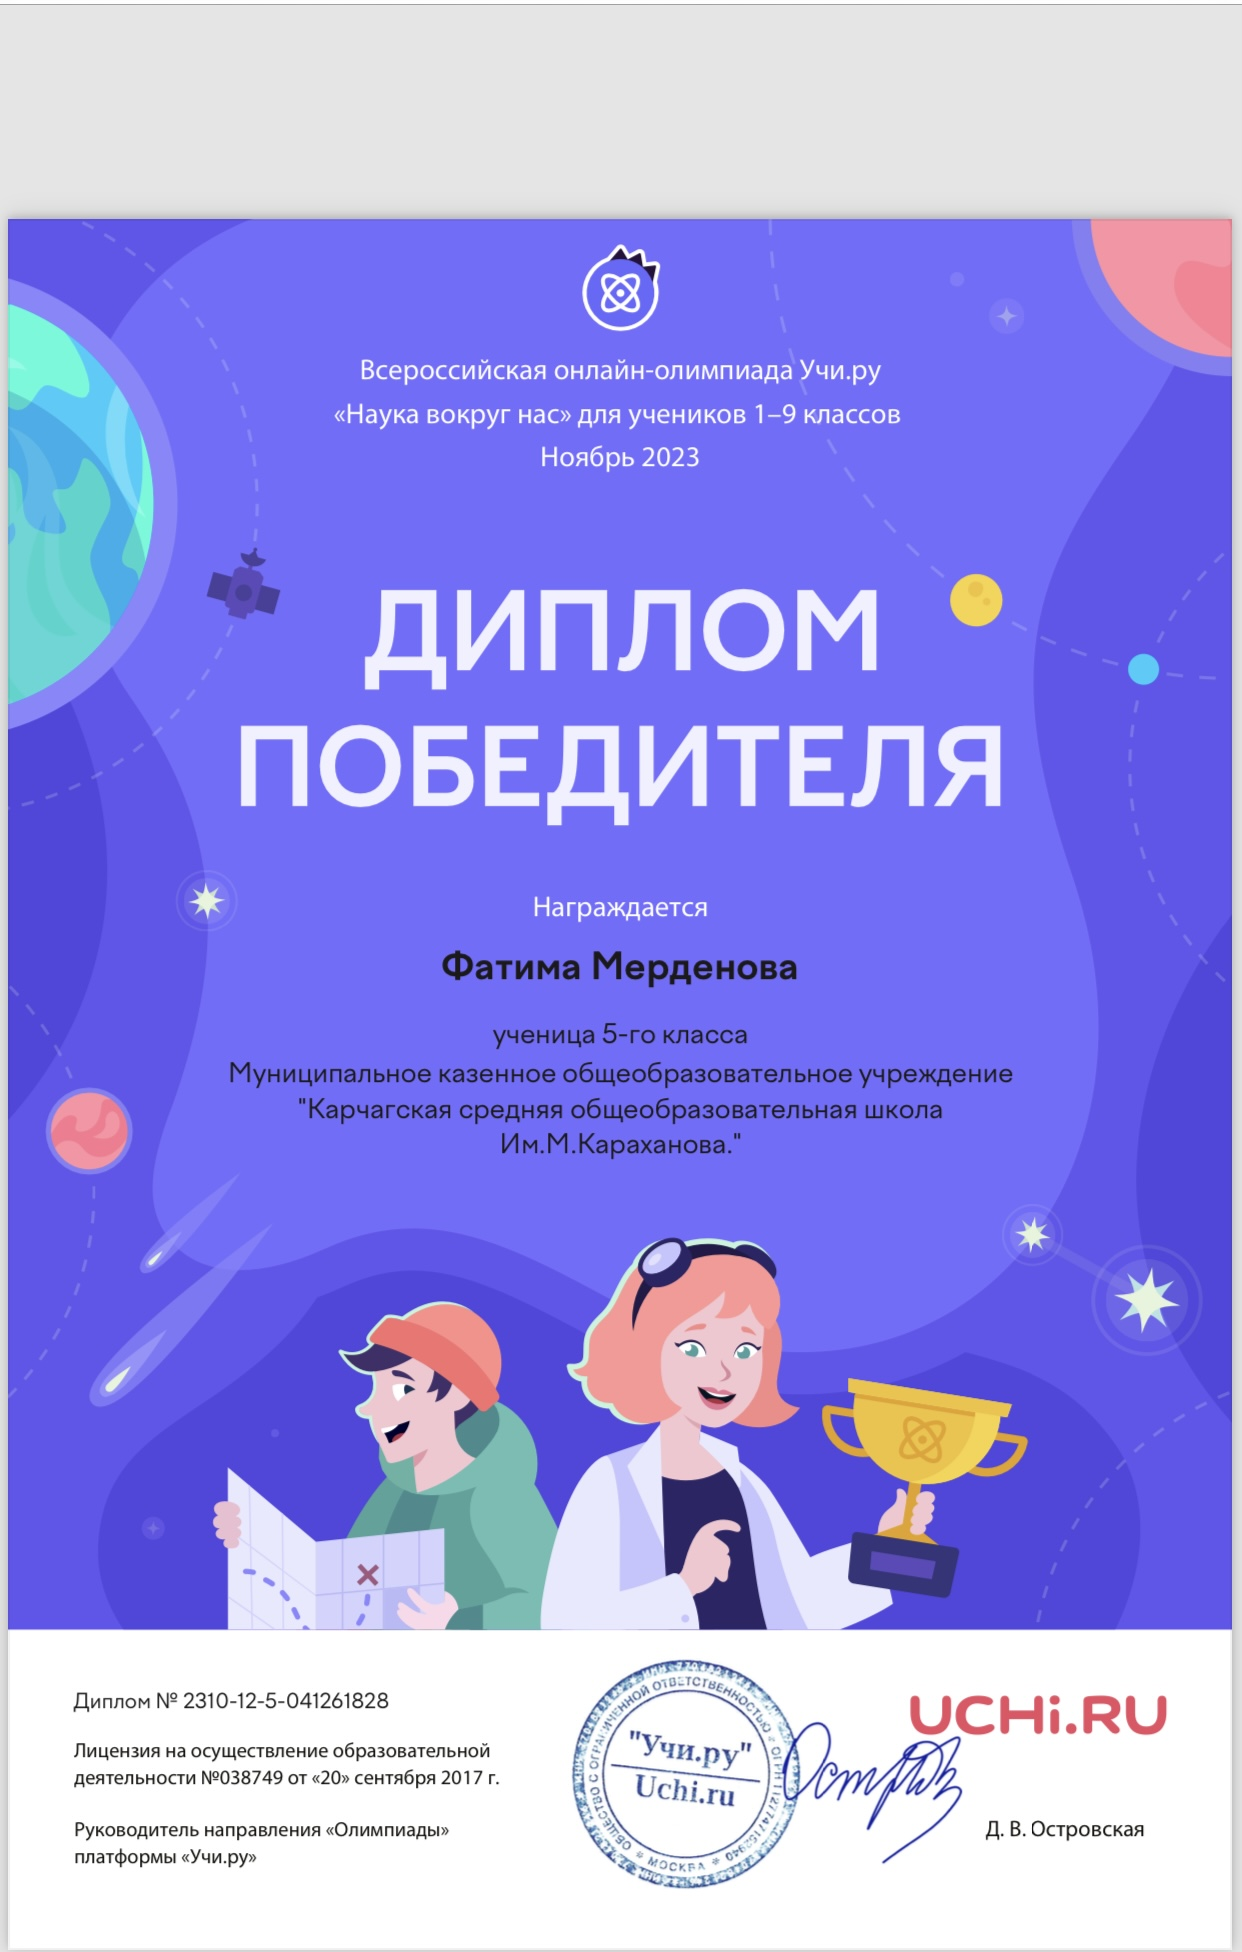 Всероссийская онлайн-олимпиада Учи.ру
«Наука вокруг нас» для учеников 1–9 классов
Ноябрь 2023
ДИПЛОМ
ПОБЕДИТЕЛЯ
Награждается
Фатима Мерденова
ученица 5-го класса
Муниципальное казенное общеобразовательное учреждение
"Карчагская средняя общеобразовательная школа
Им.М.Караханова."
Диплом № 2310-12-5-041261828
Лицензия на осуществление образовательной
деятельности №038749 от «20» сентября 2017 г.
Руководитель направления «Олимпиады»
платформы «Учи.ру»
ОБЩЕСТВО С ОГРАНИЧЕННОЙ ОТВЕТСТВЕННОСТЬЮ
"Учи.ру"
Uchi.ru
МОСКВА
UCHi.RU
Д. В. Островская